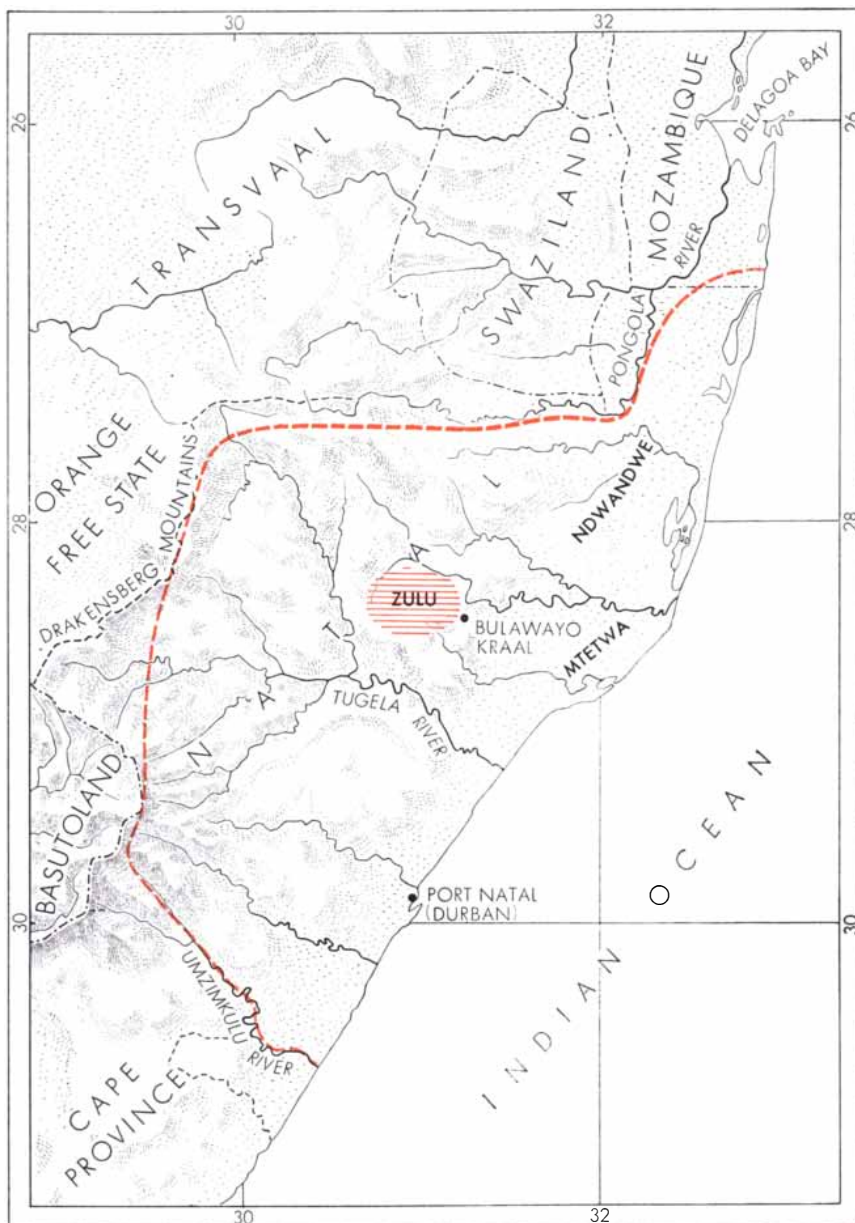 30
32
26
DELAGOA BAY
MOZAMBIQUE
26
TRANSVAAL
SWAZILAND
RIVER
PONGOLA
ORANGE
FREE STATE
DRAKENSBERG MOUNTAINS
NDWANDWE
28
28
ZULU
BULAWAYO
KRAAL
MTETWA
NATAL
TUGELA
RIVER
BASUTOLAND
PORT NATAL
(DURBAN)
30
30
INDIAN OCEAN
UMZIMKULU
RIVER
CAPE
PROVINCE
30
32